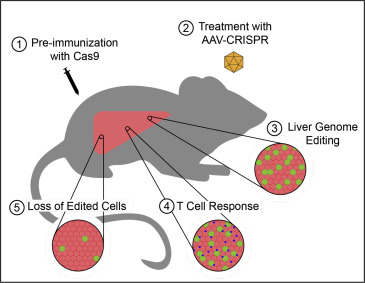 1 Pre-immunization
with Cas9
2 Treatment with
AAV-CRISPR
3 Liver Genome
Editing
5 Loss of Edited Cells
4 T Cell Response